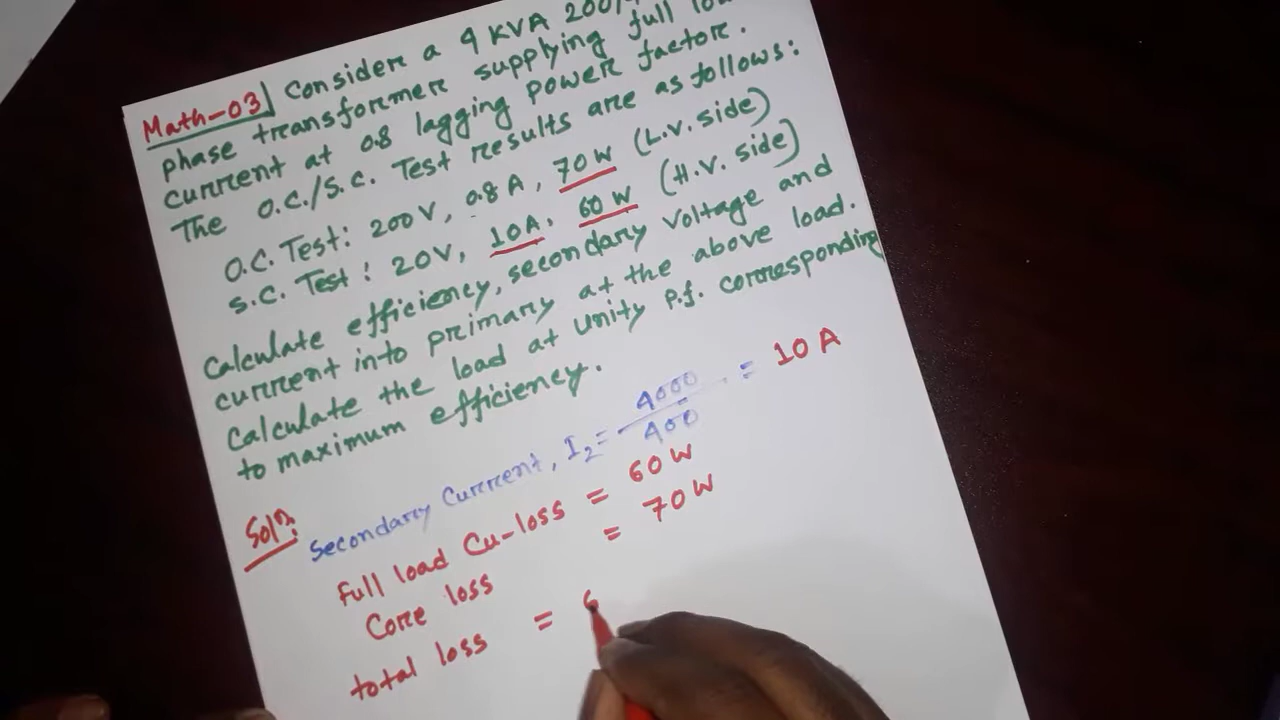 Math-03] Consider a 4 KVA 200/
phase transformer supplying full
current at 0.8 lagging power factor.
The O.C./S.C. Test results are as follows:
O.C. Test: 200V, 0.8A, 70W (L.V. side)
S.C. Test: 20V, 10A, 60W (H.V. side)
Calculate efficiency, secondary voltage and
current into primary at the above load.
Calculate the load at unity p.f. corresponding
to maximum efficiency.
Soln:
Secondary Current, I₂ = 4000/400 = 10 A
Full load Cu-loss = 60 W
Core loss = 70 W
total loss = 6